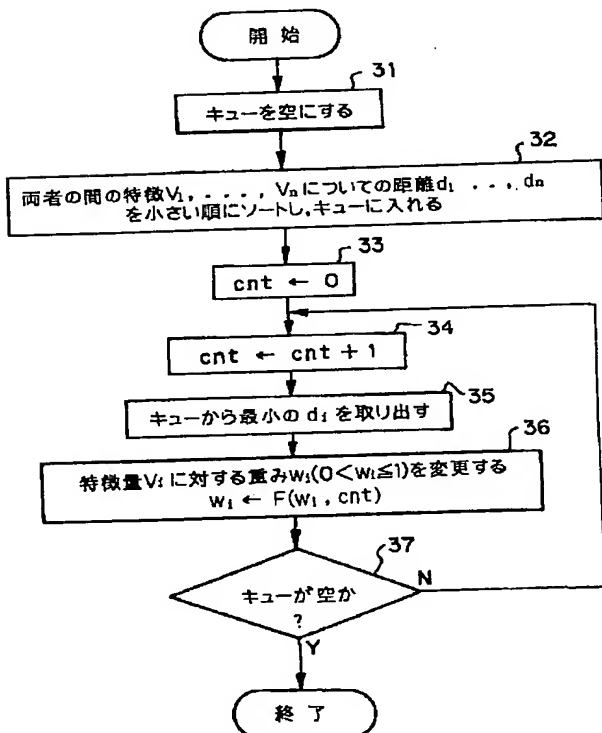 開始
31
キューを空にする
32
両者の間の特徴V₁, . . . . , Vₙについての距離d₁ . . . , dₙ
を小さい順にソートし,キューに入れる
33
cnt ← 0
34
cnt ← cnt + 1
35
キューから最小のdᵢを取り出す
36
特徴量Vᵢに対する重みwᵢ(0<wᵢ≦1)を変更する
wᵢ ← F(wᵢ, cnt)
37
キューが空か
?
N
Y
終了